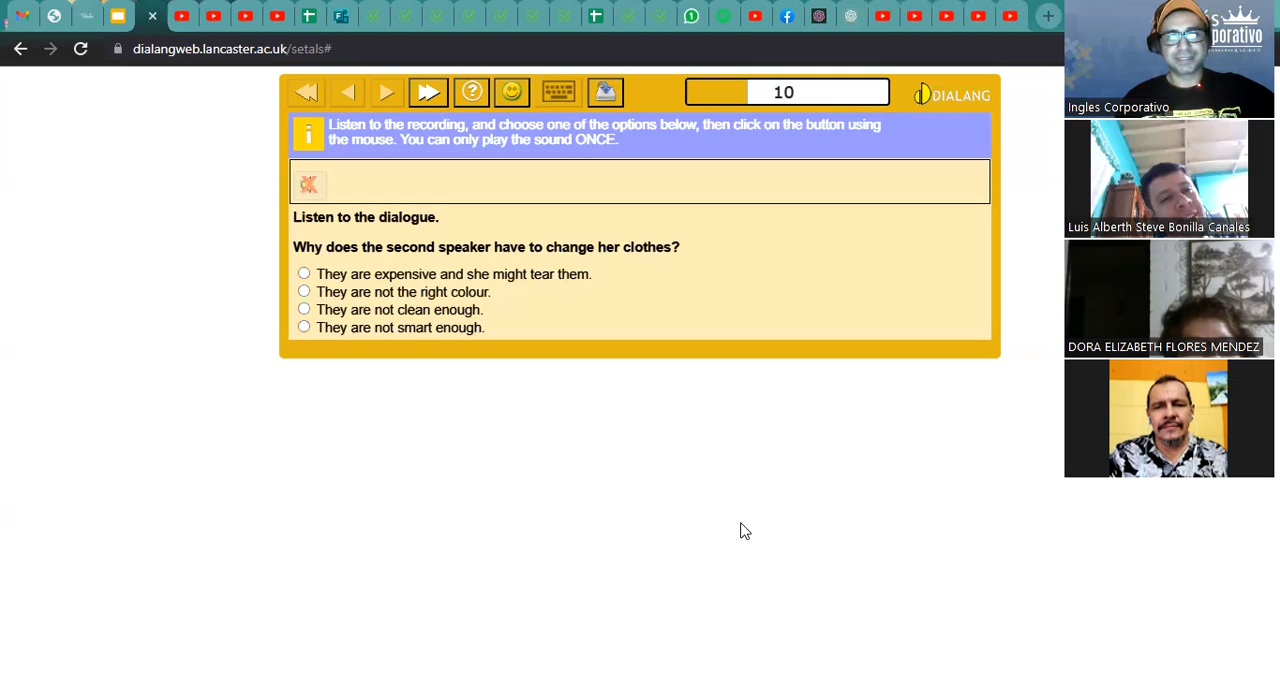 dialangweb.lancaster.ac.uk/setals#
10
DIALANG
Listen to the recording, and choose one of the options below, then click on the button using
the mouse. You can only play the sound ONCE.
Listen to the dialogue.
Why does the second speaker have to change her clothes?
They are expensive and she might tear them.
They are not the right colour.
They are not clean enough.
They are not smart enough.
porativo
Ingles Corporativo
Luis Alberth Steve Bonilla Canales
DORA ELIZABETH FLORES MENDEZ